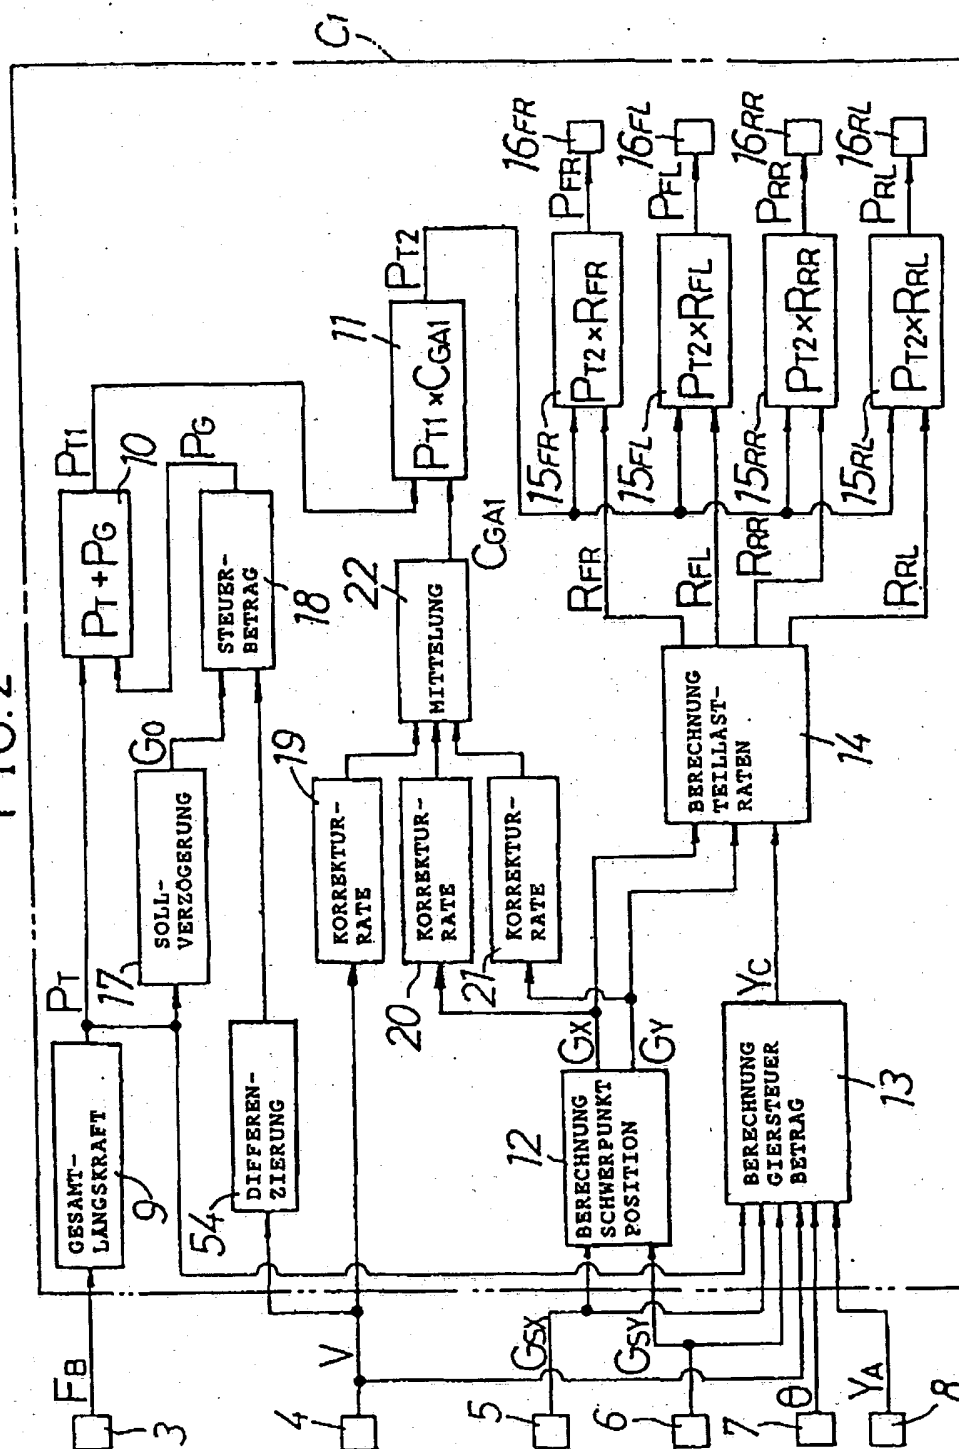 FIG. 2
C1
FB
3
GESAMT-
LÄNGSKRAFT
9
PT
17
SOLL-
VERZÖGERUNG
G0
PT + PG
10
PT1
PG
STEUER-
BETRAG
18
54
DIFFEREN-
ZIERUNG
V
4
KORREKTUR-
RATE
19
KORREKTUR-
RATE
20
KORREKTUR-
RATE
21
MITTELUNG
22
CGA1
PT1 × CGA1
11
PT2
GSX
5
GSY
6
12
BERECHNUNG
SCHWERPUNKT
POSITION
GX
GY
θ
7
YA
8
BERECHNUNG
GIERSTEUER
BETRAG
13
YC
BERECHNUNG
TEILLAST-
RATEN
14
RFR
RFL
RRR
RRL
15FR
PT2×RFR
PFR
16FR
15FL
PT2×RFL
PFL
16FL
15RR
PT2×RRR
PRR
16RR
15RL
PT2×RRL
PRL
16RL